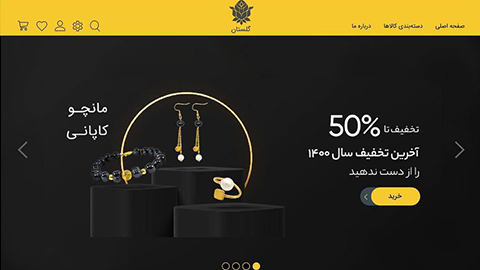 صفحه اصلی
دسته‌بندی کالاها
درباره ما
گلستان
مانچو
کاپانی
تخفیف تا 50%
آخرین تخفیف سال ۱۴۰۰
را از دست ندهید
خرید